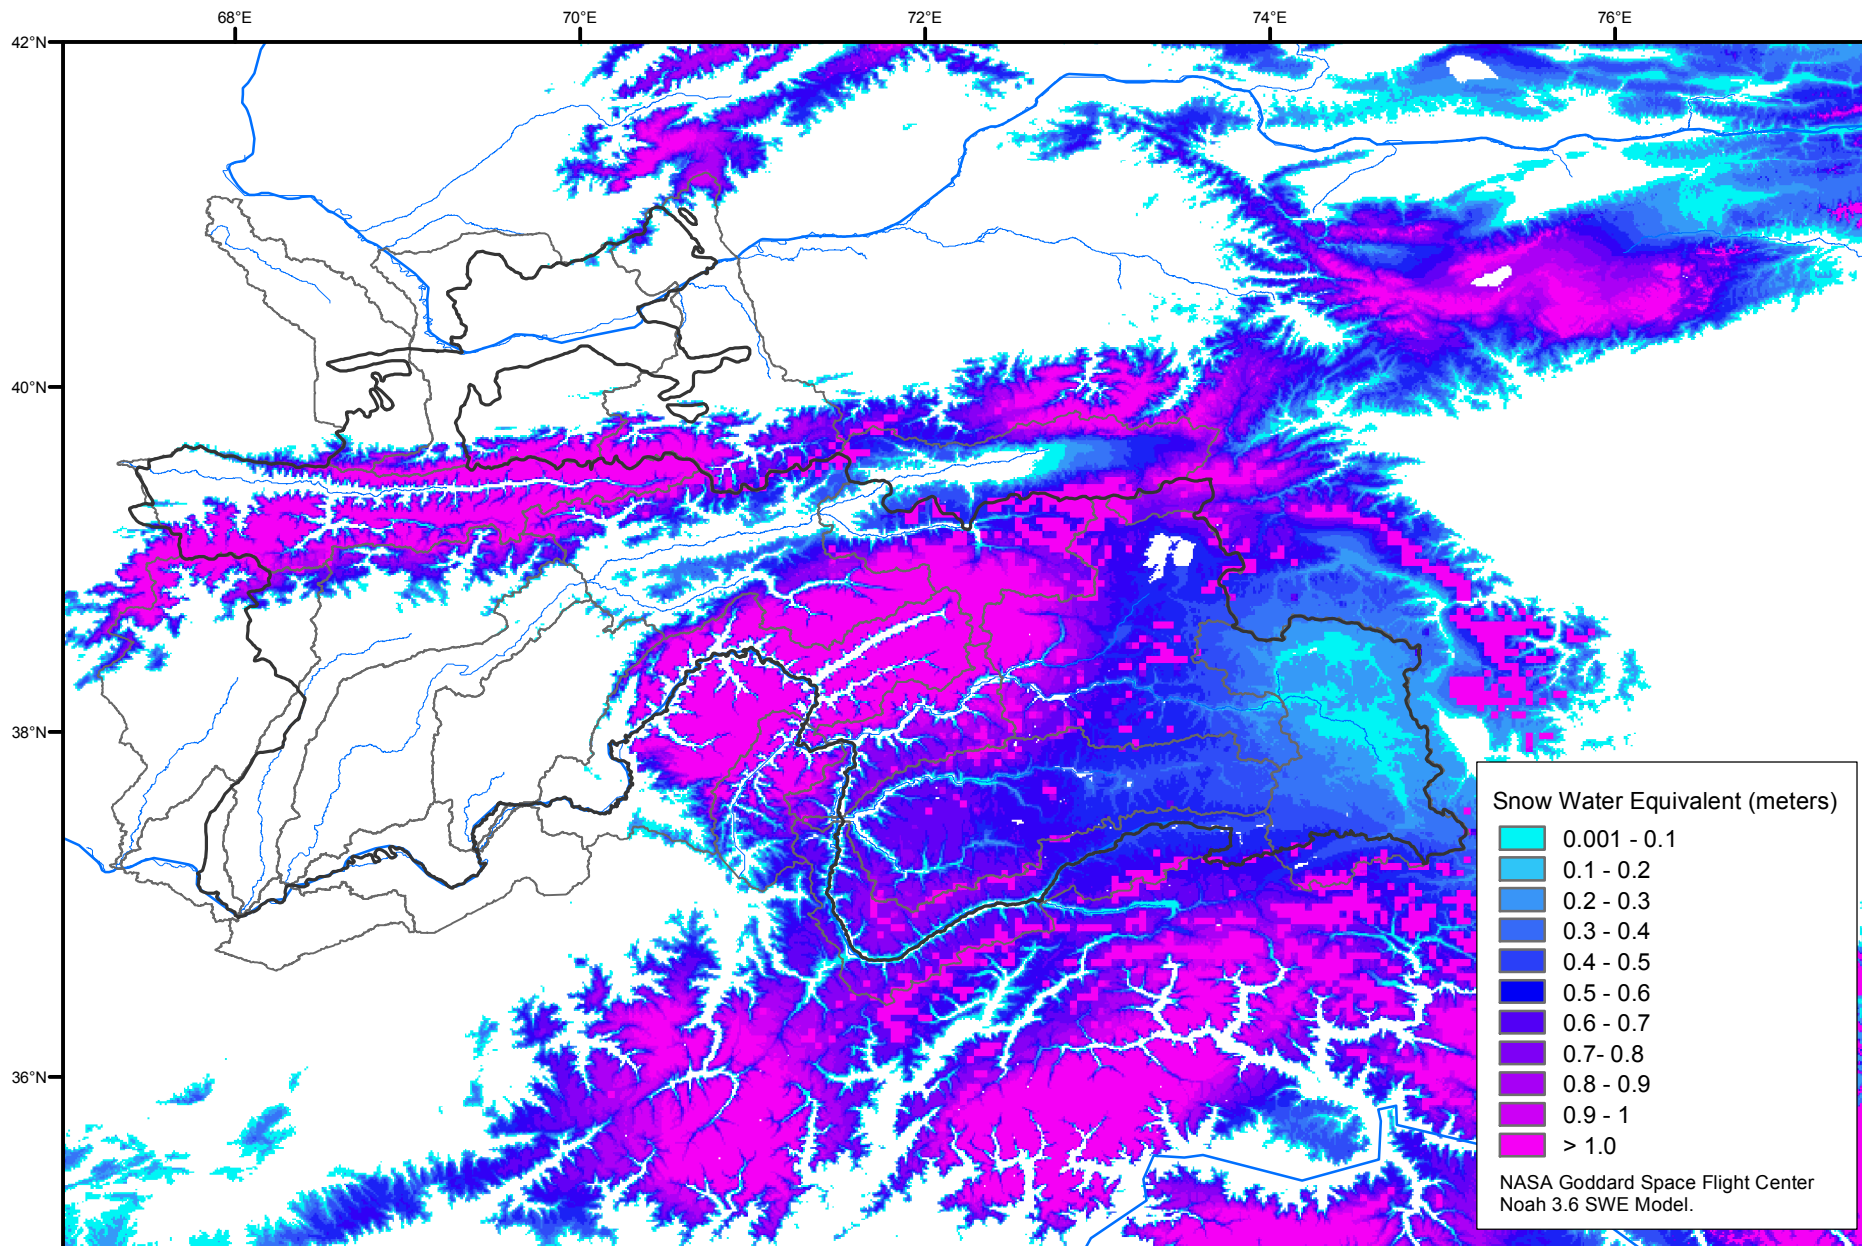 68°E 70°E 72°E 74°E 76°E
42°N
40°N
38°N
36°N
Snow Water Equivalent (meters)
0.001 - 0.1
0.1 - 0.2
0.2 - 0.3
0.3 - 0.4
0.4 - 0.5
0.5 - 0.6
0.6 - 0.7
0.7- 0.8
0.8 - 0.9
0.9 - 1
> 1.0
NASA Goddard Space Flight Center
Noah 3.6 SWE Model.